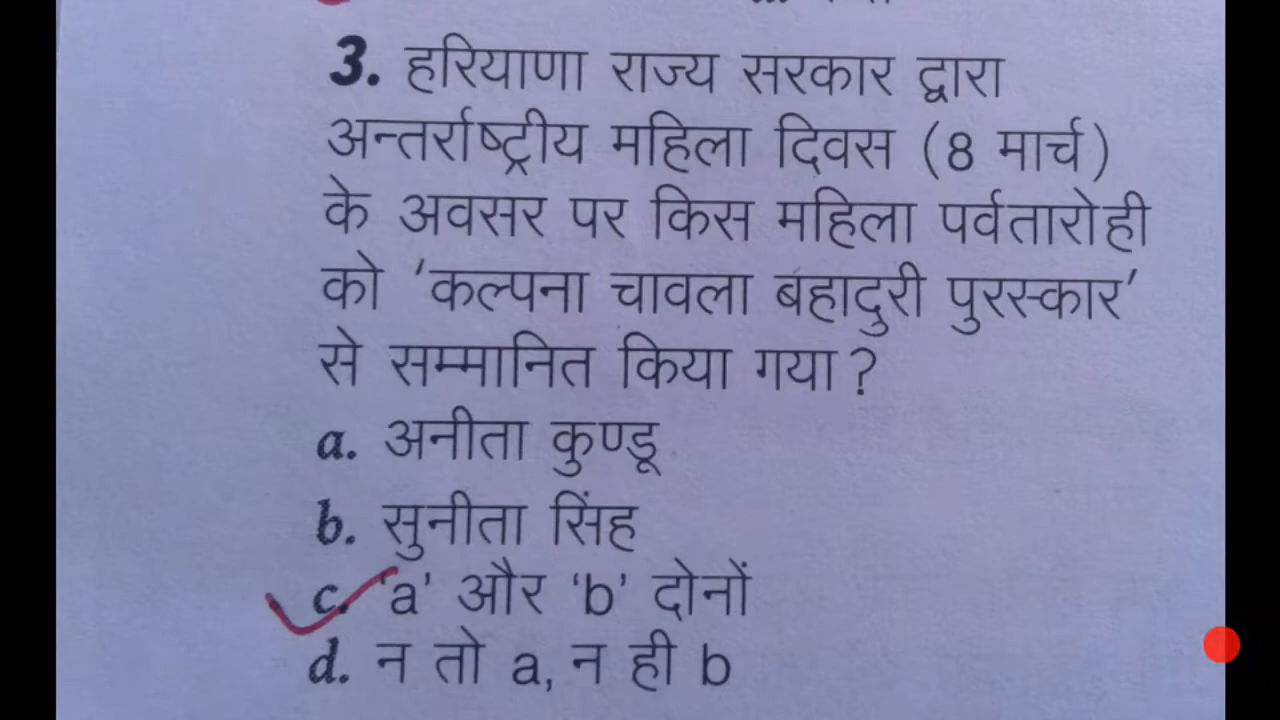 3. हरियाणा राज्य सरकार द्वारा
अन्तर्राष्ट्रीय महिला दिवस (8 मार्च)
के अवसर पर किस महिला पर्वतारोही
को 'कल्पना चावला बहादुरी पुरस्कार'
से सम्मानित किया गया?
a. अनीता कुण्डू
b. सुनीता सिंह
c. 'a' और 'b' दोनों
d. न तो a, न ही b